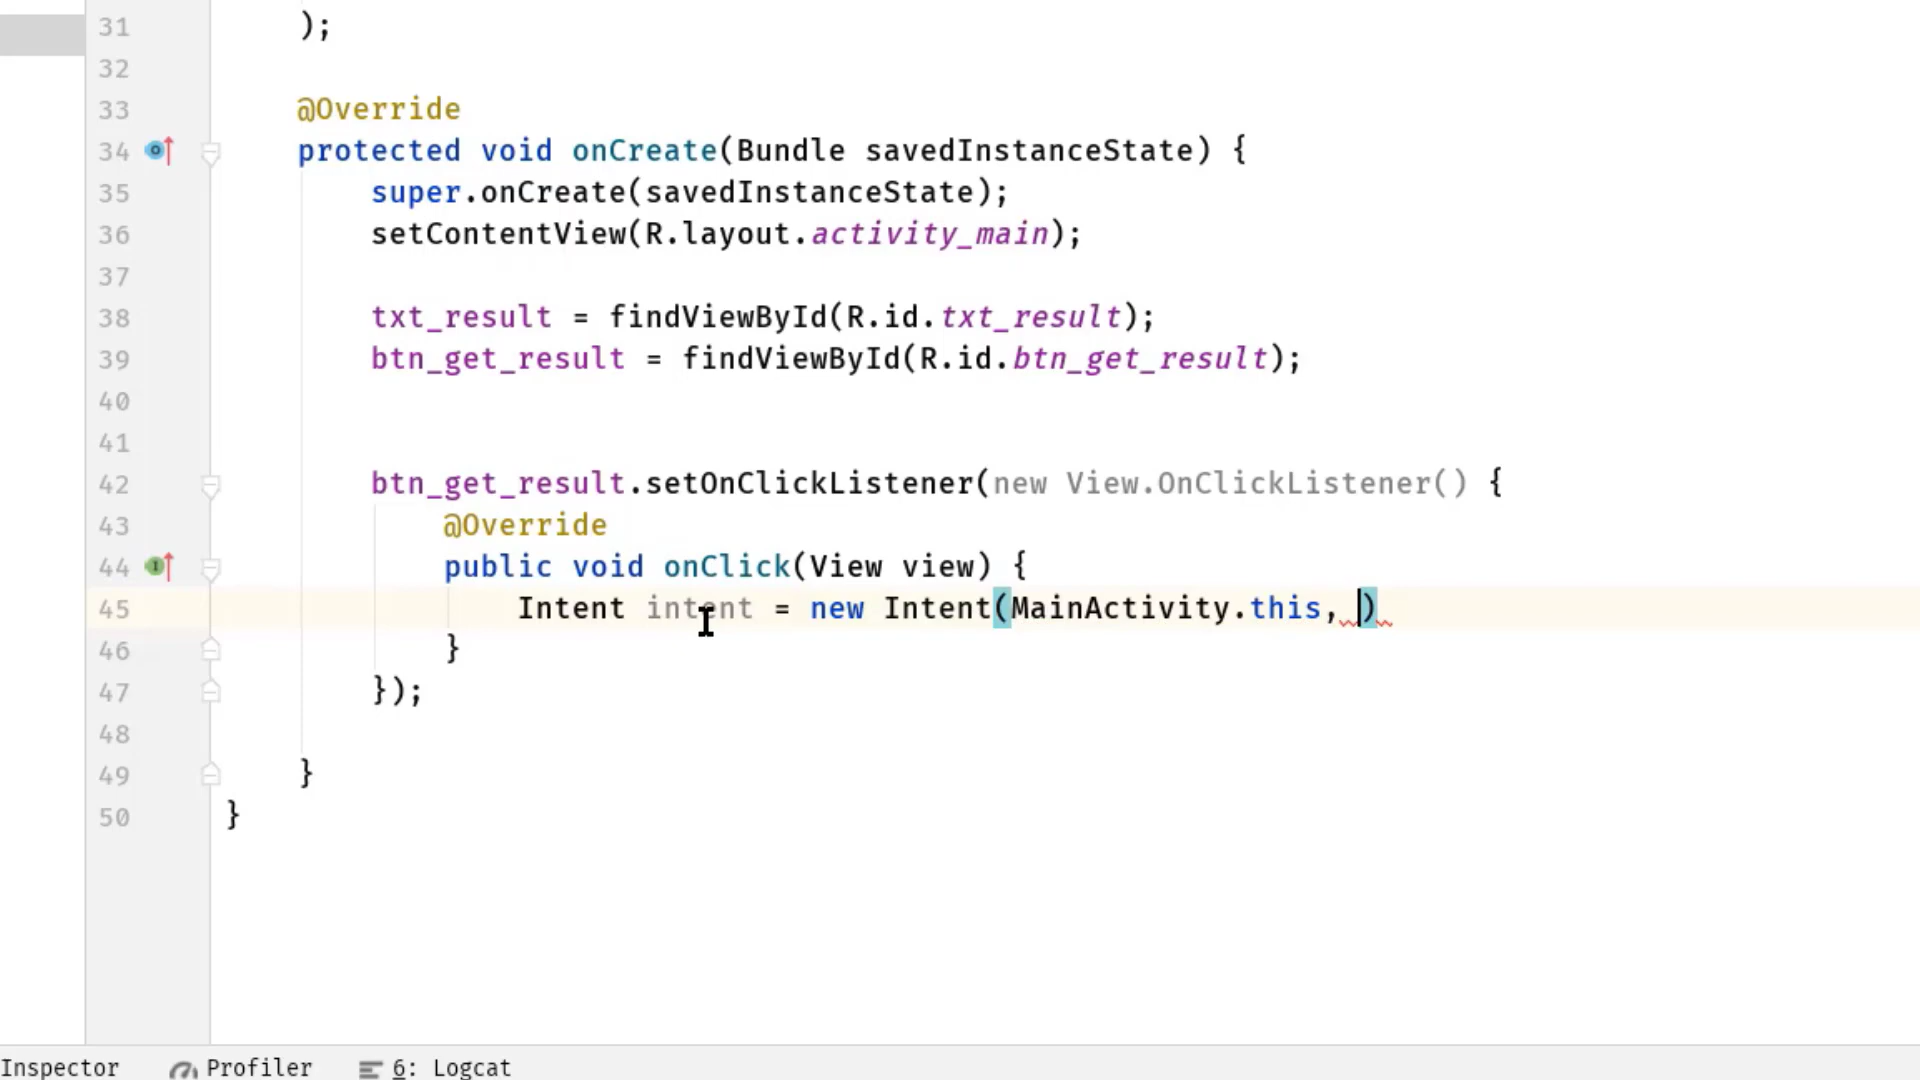 31 );
32
33 @Override
34 protected void onCreate(Bundle savedInstanceState) {
35 super.onCreate(savedInstanceState);
36 setContentView(R.layout.activity_main);
37
38 txt_result = findViewById(R.id.txt_result);
39 btn_get_result = findViewById(R.id.btn_get_result);
40
41
42 btn_get_result.setOnClickListener(new View.OnClickListener() {
43 @Override
44 public void onClick(View view) {
45 Intent intent = new Intent(MainActivity.this, )
46 }
47 });
48
49 }
50 }
Inspector Profiler 6: Logcat